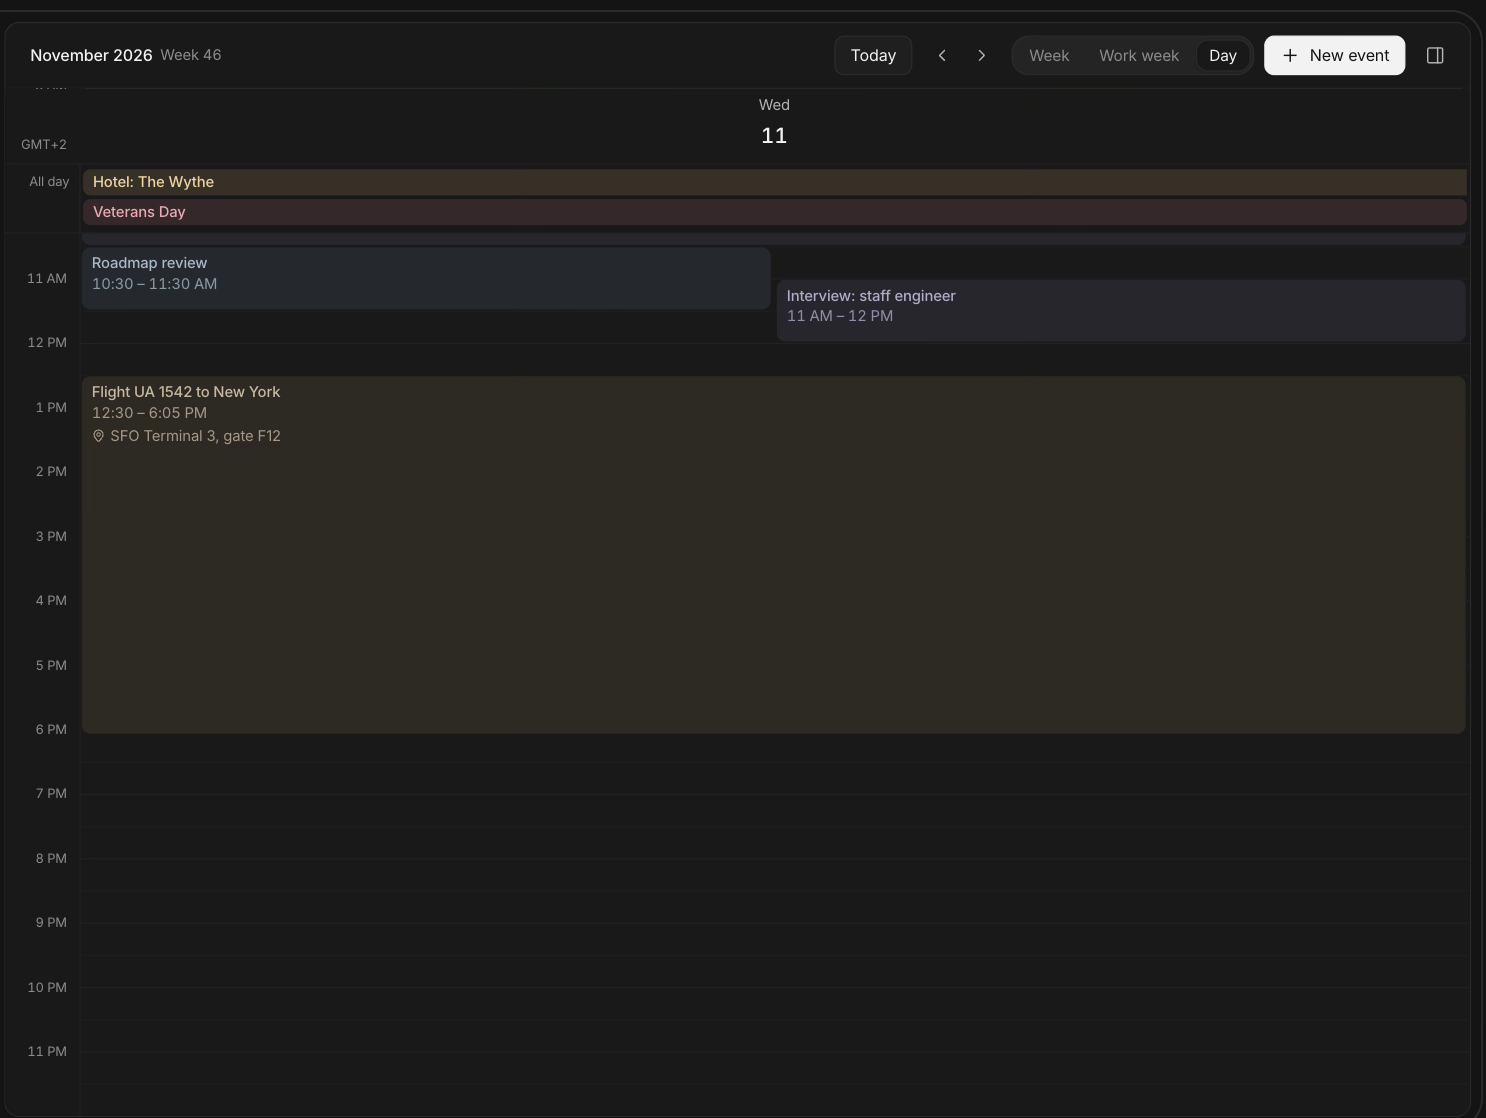 November 2026 Week 46
Today
Week Work week Day
New event
Wed
11
GMT+2
All day
Hotel: The Wythe
Veterans Day
Roadmap review
10:30 – 11:30 AM
11 AM
Interview: staff engineer
11 AM – 12 PM
12 PM
Flight UA 1542 to New York
12:30 – 6:05 PM
SFO Terminal 3, gate F12
1 PM
2 PM
3 PM
4 PM
5 PM
6 PM
7 PM
8 PM
9 PM
10 PM
11 PM